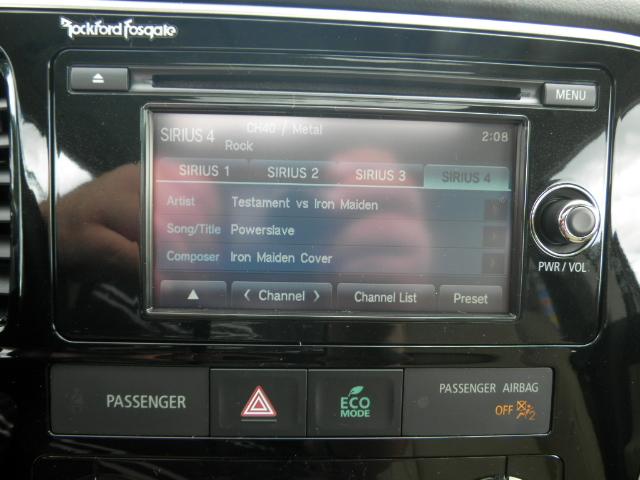 Rockford Fosgate
MENU
SIRIUS 4
CH40 / Metal
2:08
Rock
SIRIUS 1
SIRIUS 2
SIRIUS 3
SIRIUS 4
Artist Testament vs Iron Maiden
Song/Title Powerslave
Composer Iron Maiden Cover
Channel
Channel List
Preset
PWR / VOL
PASSENGER
ECO
MODE
PASSENGER AIRBAG
OFF 2